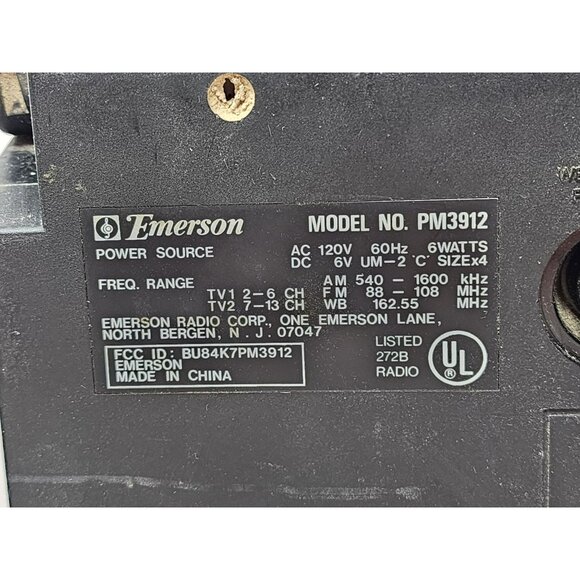 Emerson MODEL NO. PM3912
POWER SOURCE AC 120V 60Hz 6WATTS
DC 6V UM-2 "C" SIZEx4
FREQ. RANGE AM 540 - 1600 kHz
TV1 2-6 CH FM 88 - 108 MHz
TV2 7-13 CH WB 162.55 MHz
EMERSON RADIO CORP., ONE EMERSON LANE,
NORTH BERGEN, N.J. 07047
FCC ID: BU84K7PM3912
EMERSON
MADE IN CHINA
LISTED
272B
RADIO
UL
®